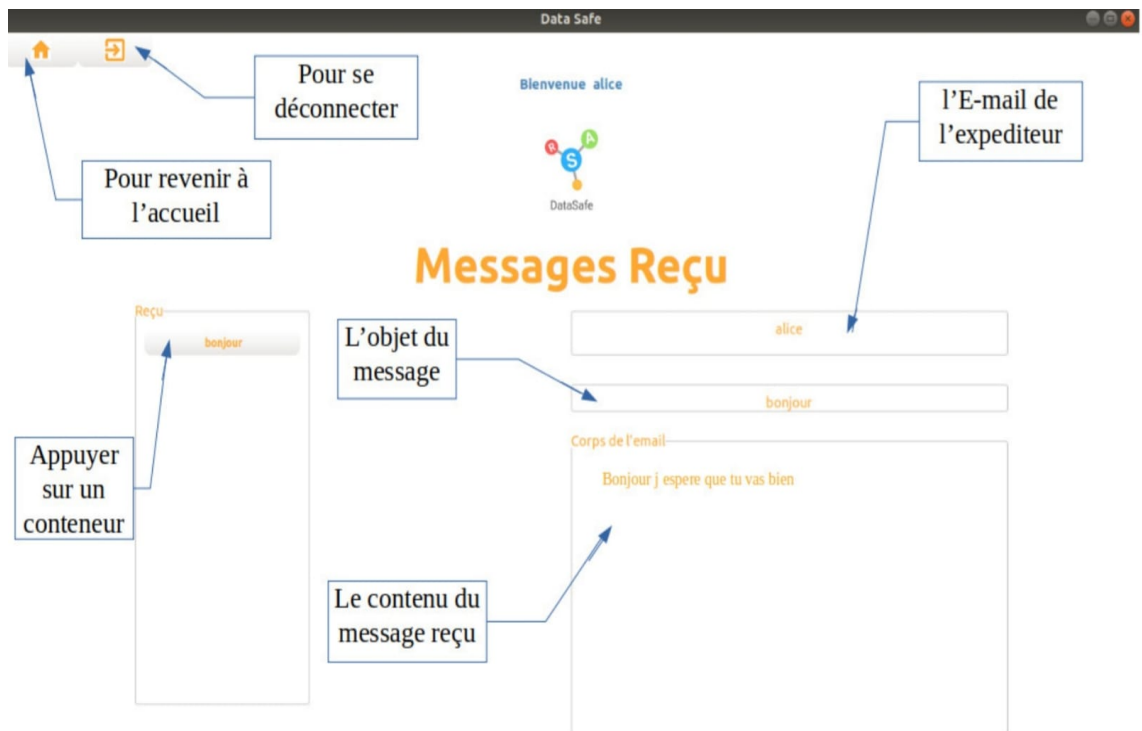 Data Safe
Pour se
déconnecter
Bienvenue alice
l'E-mail de
l'expediteur
R
A
S
DataSafe
Pour revenir à
l'accueil
Messages Reçu
Reçu
bonjour
L'objet du
message
alice
bonjour
Appuyer
sur un
conteneur
Corps de l'email
Bonjour j espere que tu vas bien
Le contenu du
message reçu